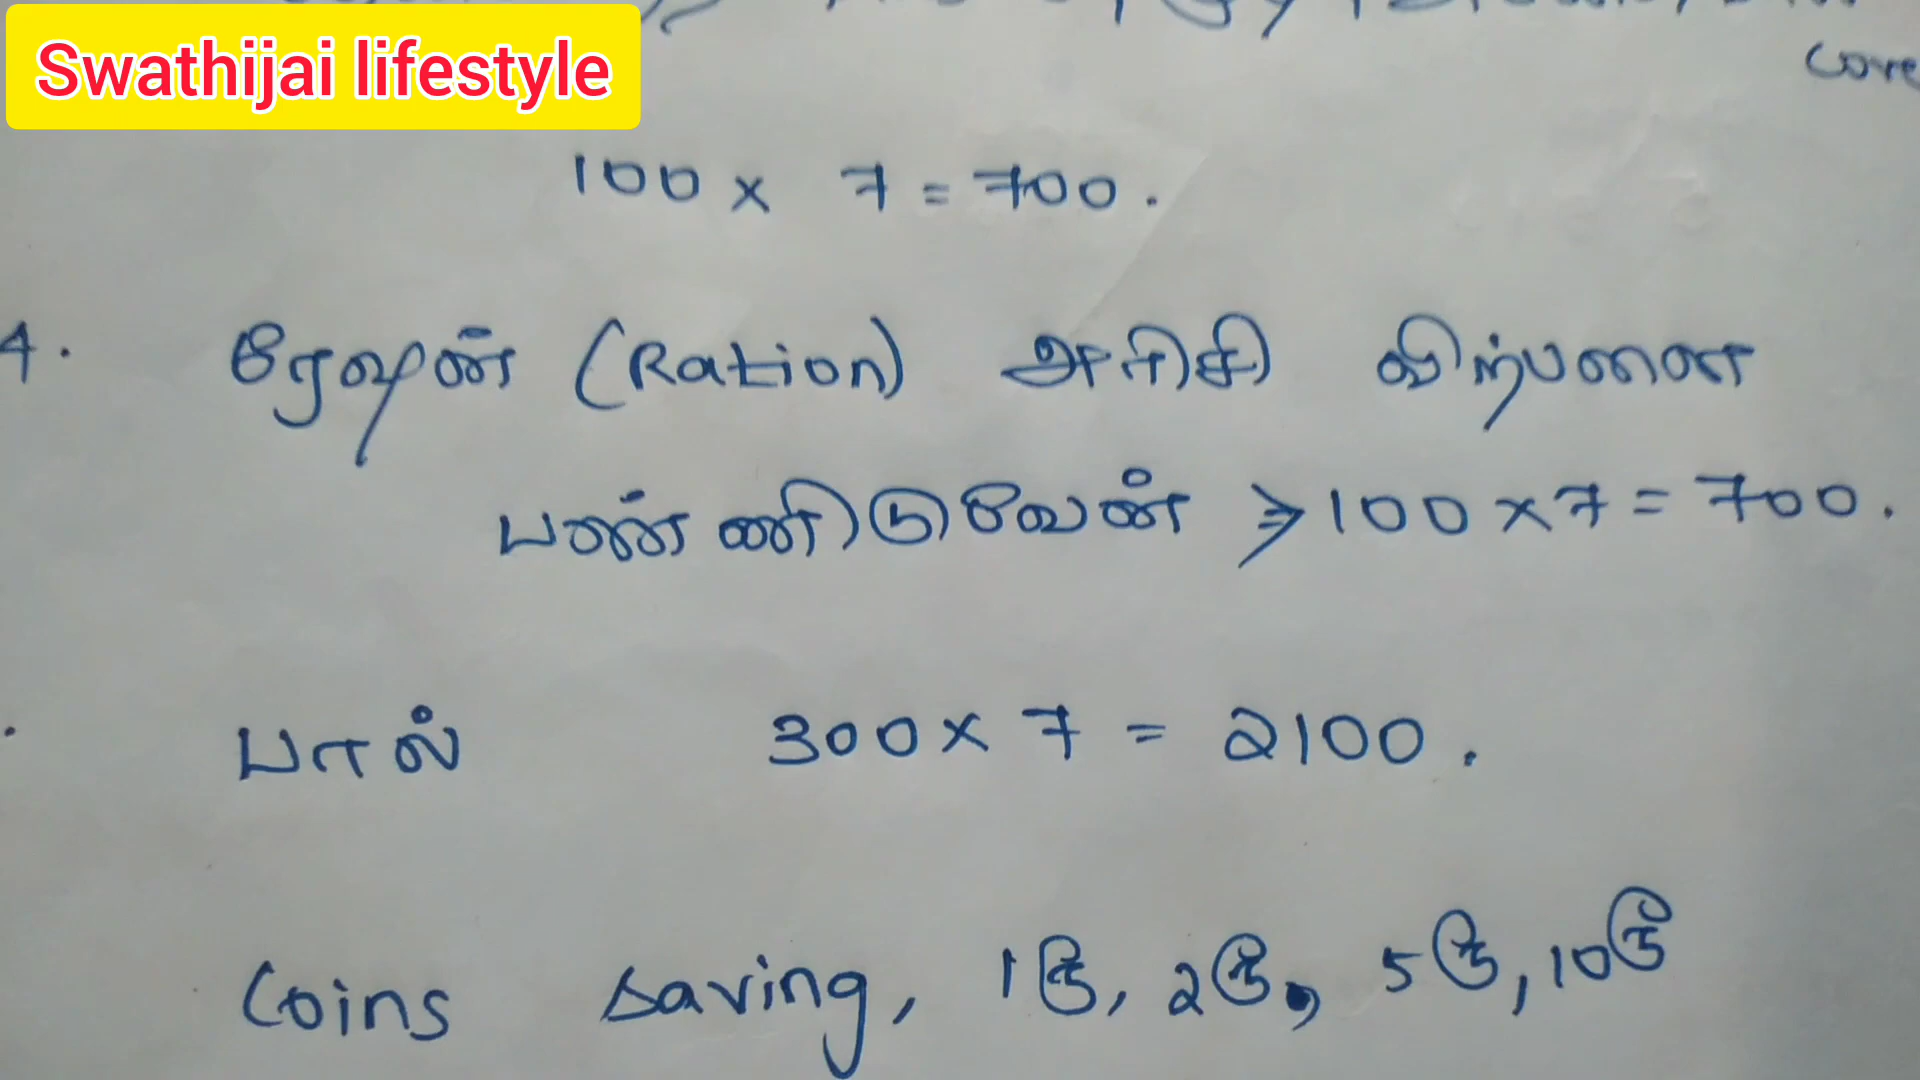 Swathijai lifestyle
cove
100 x 7 = 700.
4. ரேஷன் (Ration) அரிசி விற்பனை
பண்ணிடுவேன் => 100 x 7 = 700.
. பால் 300 x 7 = 2100.
Coins saving, 1ரூ, 2ரூ, 5ரூ, 10ரூ